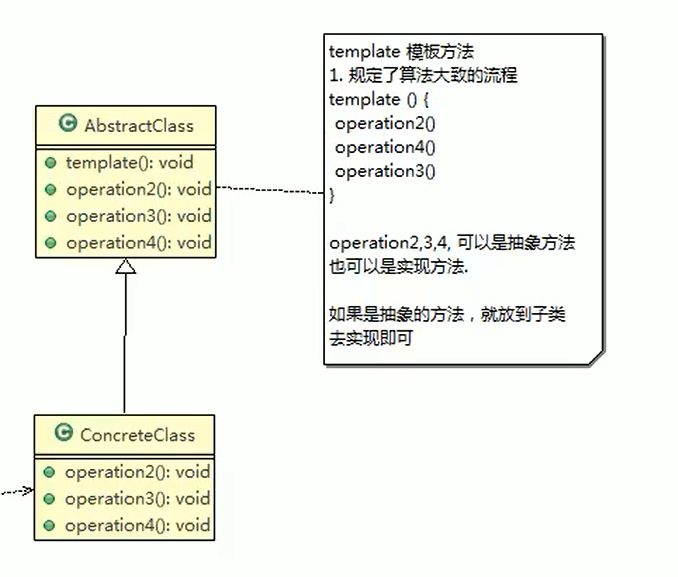 template 模板方法
1. 规定了算法大致的流程
template () {
operation2()
operation4()
operation3()
}
operation2,3,4, 可以是抽象方法
也可以是实现方法.
如果是抽象的方法，就放到子类
去实现即可
C AbstractClass
template(): void
operation2(): void
operation3(): void
operation4(): void
C ConcreteClass
operation2(): void
operation3(): void
operation4(): void